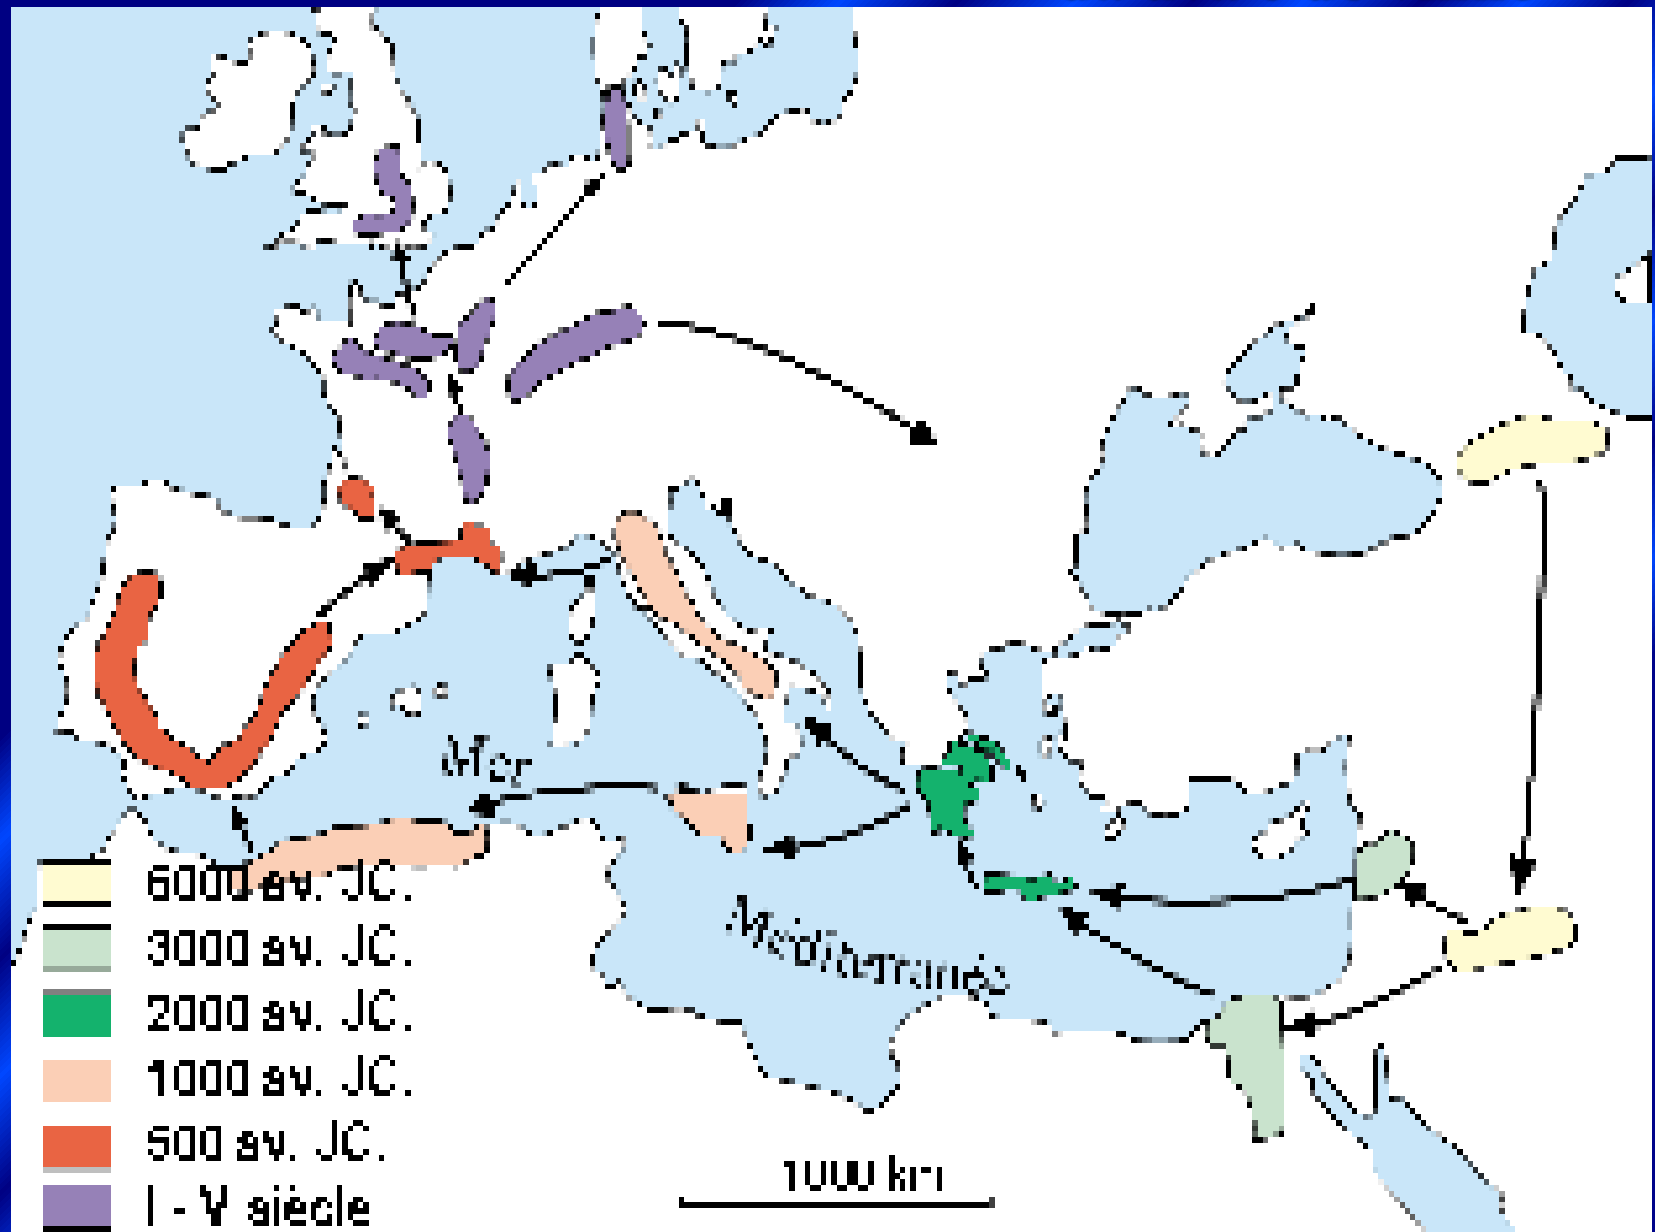 Mer
Méditerranée
6000 av. JC.
3000 av. JC.
2000 av. JC.
1000 av. JC.
500 av. JC.
I - V siècle
1000 km